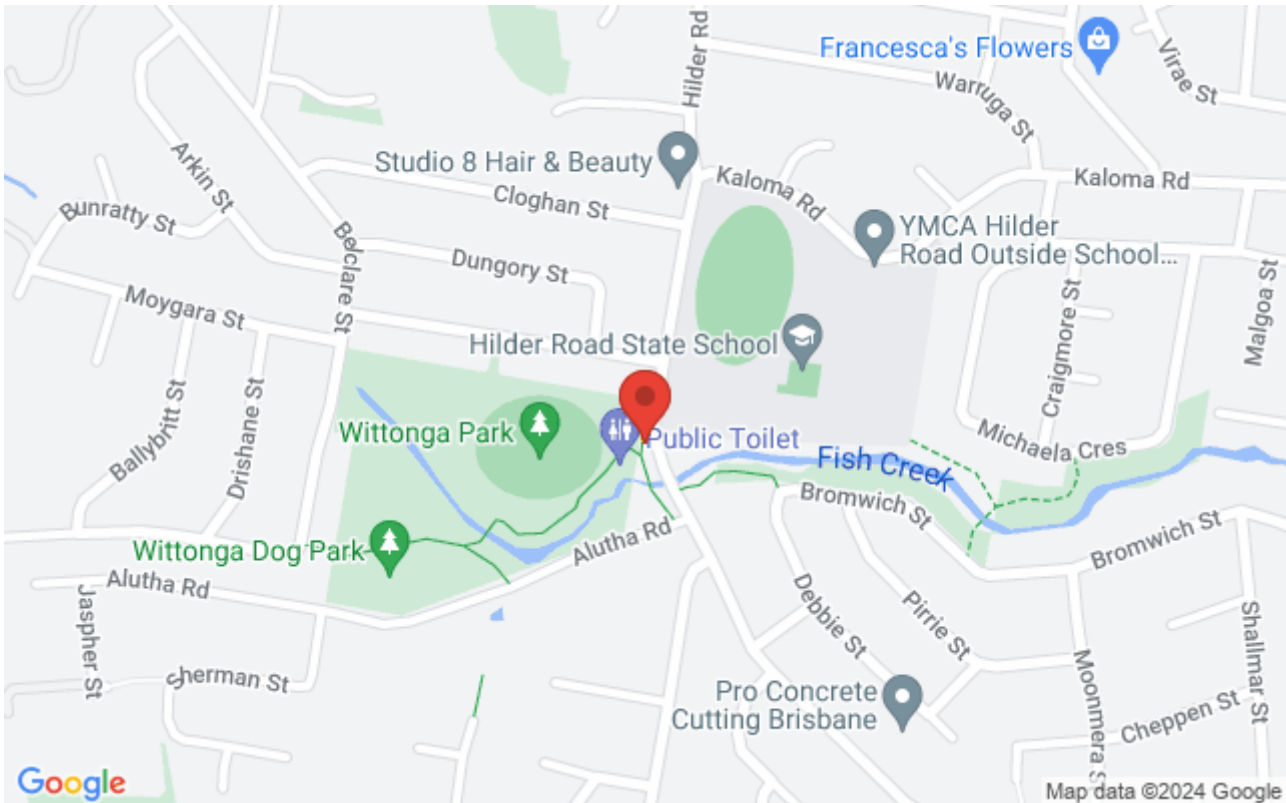 Hilder Rd
Francesca's Flowers
Virae St
Warruga St
Arkin St
Studio 8 Hair & Beauty
Kaloma Rd
Kaloma Rd
Cloghan St
Bunratty St
Belclare St
YMCA Hilder
Road Outside School...
Dungory St
Moygara St
Malgoa St
Craigmore St
Hilder Road State School
Ballybritt St
Drishane St
Wittonga Park
Public Toilet
Michaela Cres
Fish Creek
Bromwich St
Bromwich St
Wittonga Dog Park
Alutha Rd
Alutha Rd
Jaspher St
Debbie St
Pirrie St
Shallmar St
Sherman St
Moonmera S
Pro Concrete
Cutting Brisbane
Cheppen St
Google
Map data ©2024 Google